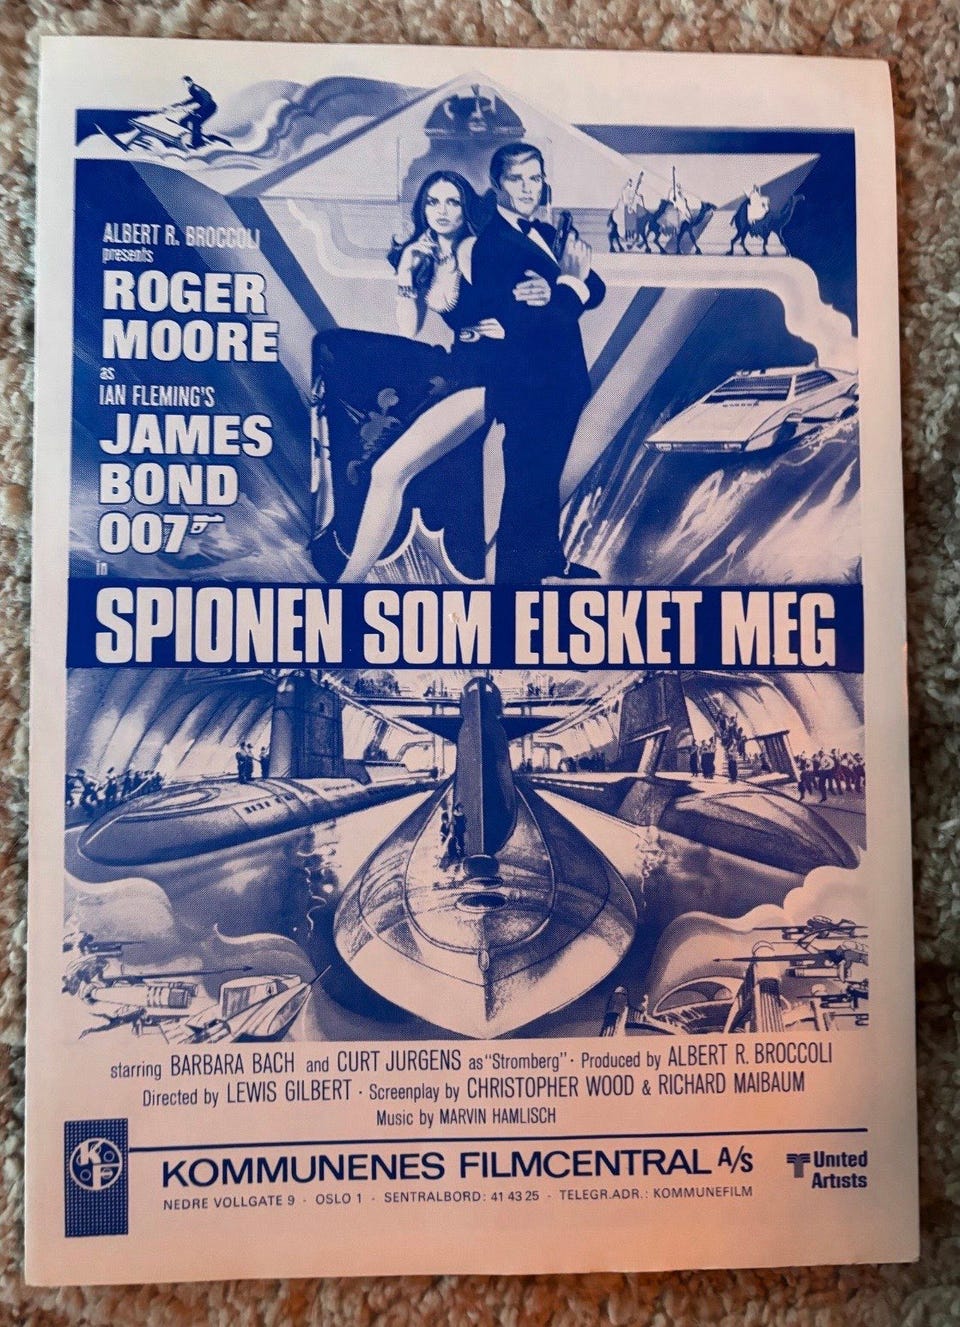 ALBERT R. BROCCOLI
presents
ROGER
MOORE
as
IAN FLEMING'S
JAMES
BOND
007
in
SPIONEN SOM ELSKET MEG
starring BARBARA BACH and CURT JURGENS as "Stromberg" · Produced by ALBERT R. BROCCOLI
Directed by LEWIS GILBERT · Screenplay by CHRISTOPHER WOOD & RICHARD MAIBAUM
Music by MARVIN HAMLISCH
KF
KOMMUNENES FILMCENTRAL A/S
NEDRE VOLLGATE 9 · OSLO 1 · SENTRALBORD: 41 43 25 · TELEGR.ADR.: KOMMUNEFILM
United
Artists